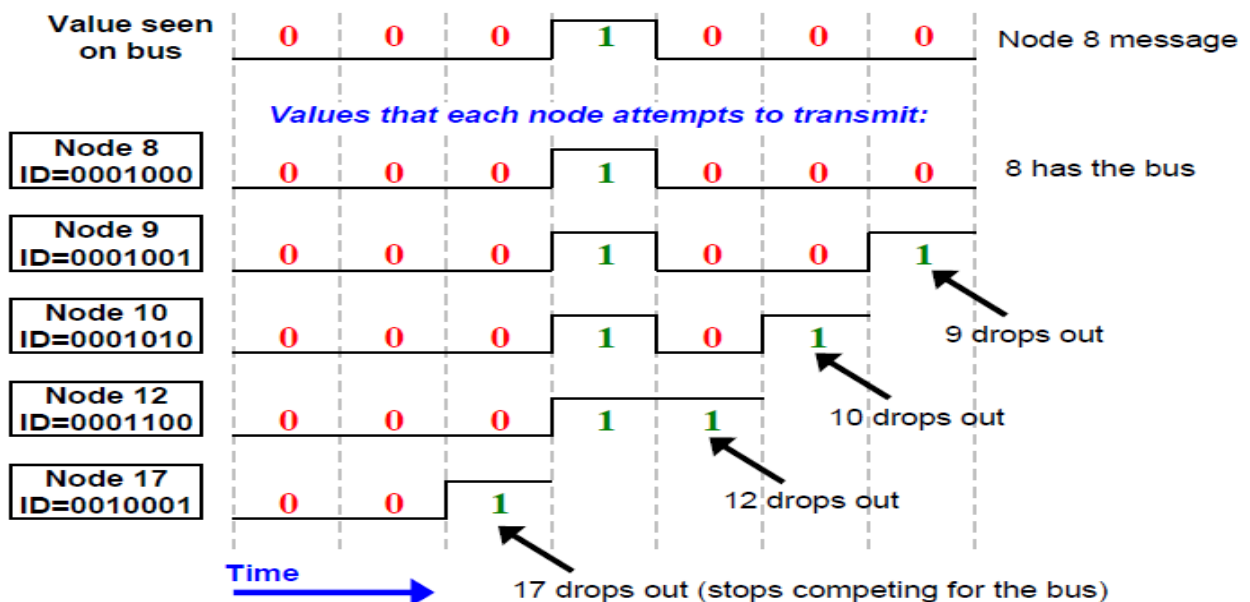 Value seen
on bus
0 0 0 1 0 0 0
Node 8 message
Values that each node attempts to transmit:
Node 8
ID=0001000
0 0 0 1 0 0 0
8 has the bus
Node 9
ID=0001001
0 0 0 1 0 0 1
9 drops out
Node 10
ID=0001010
0 0 0 1 0 1
10 drops out
Node 12
ID=0001100
0 0 0 1 1
12 drops out
Node 17
ID=0010001
0 0 1
17 drops out (stops competing for the bus)
Time